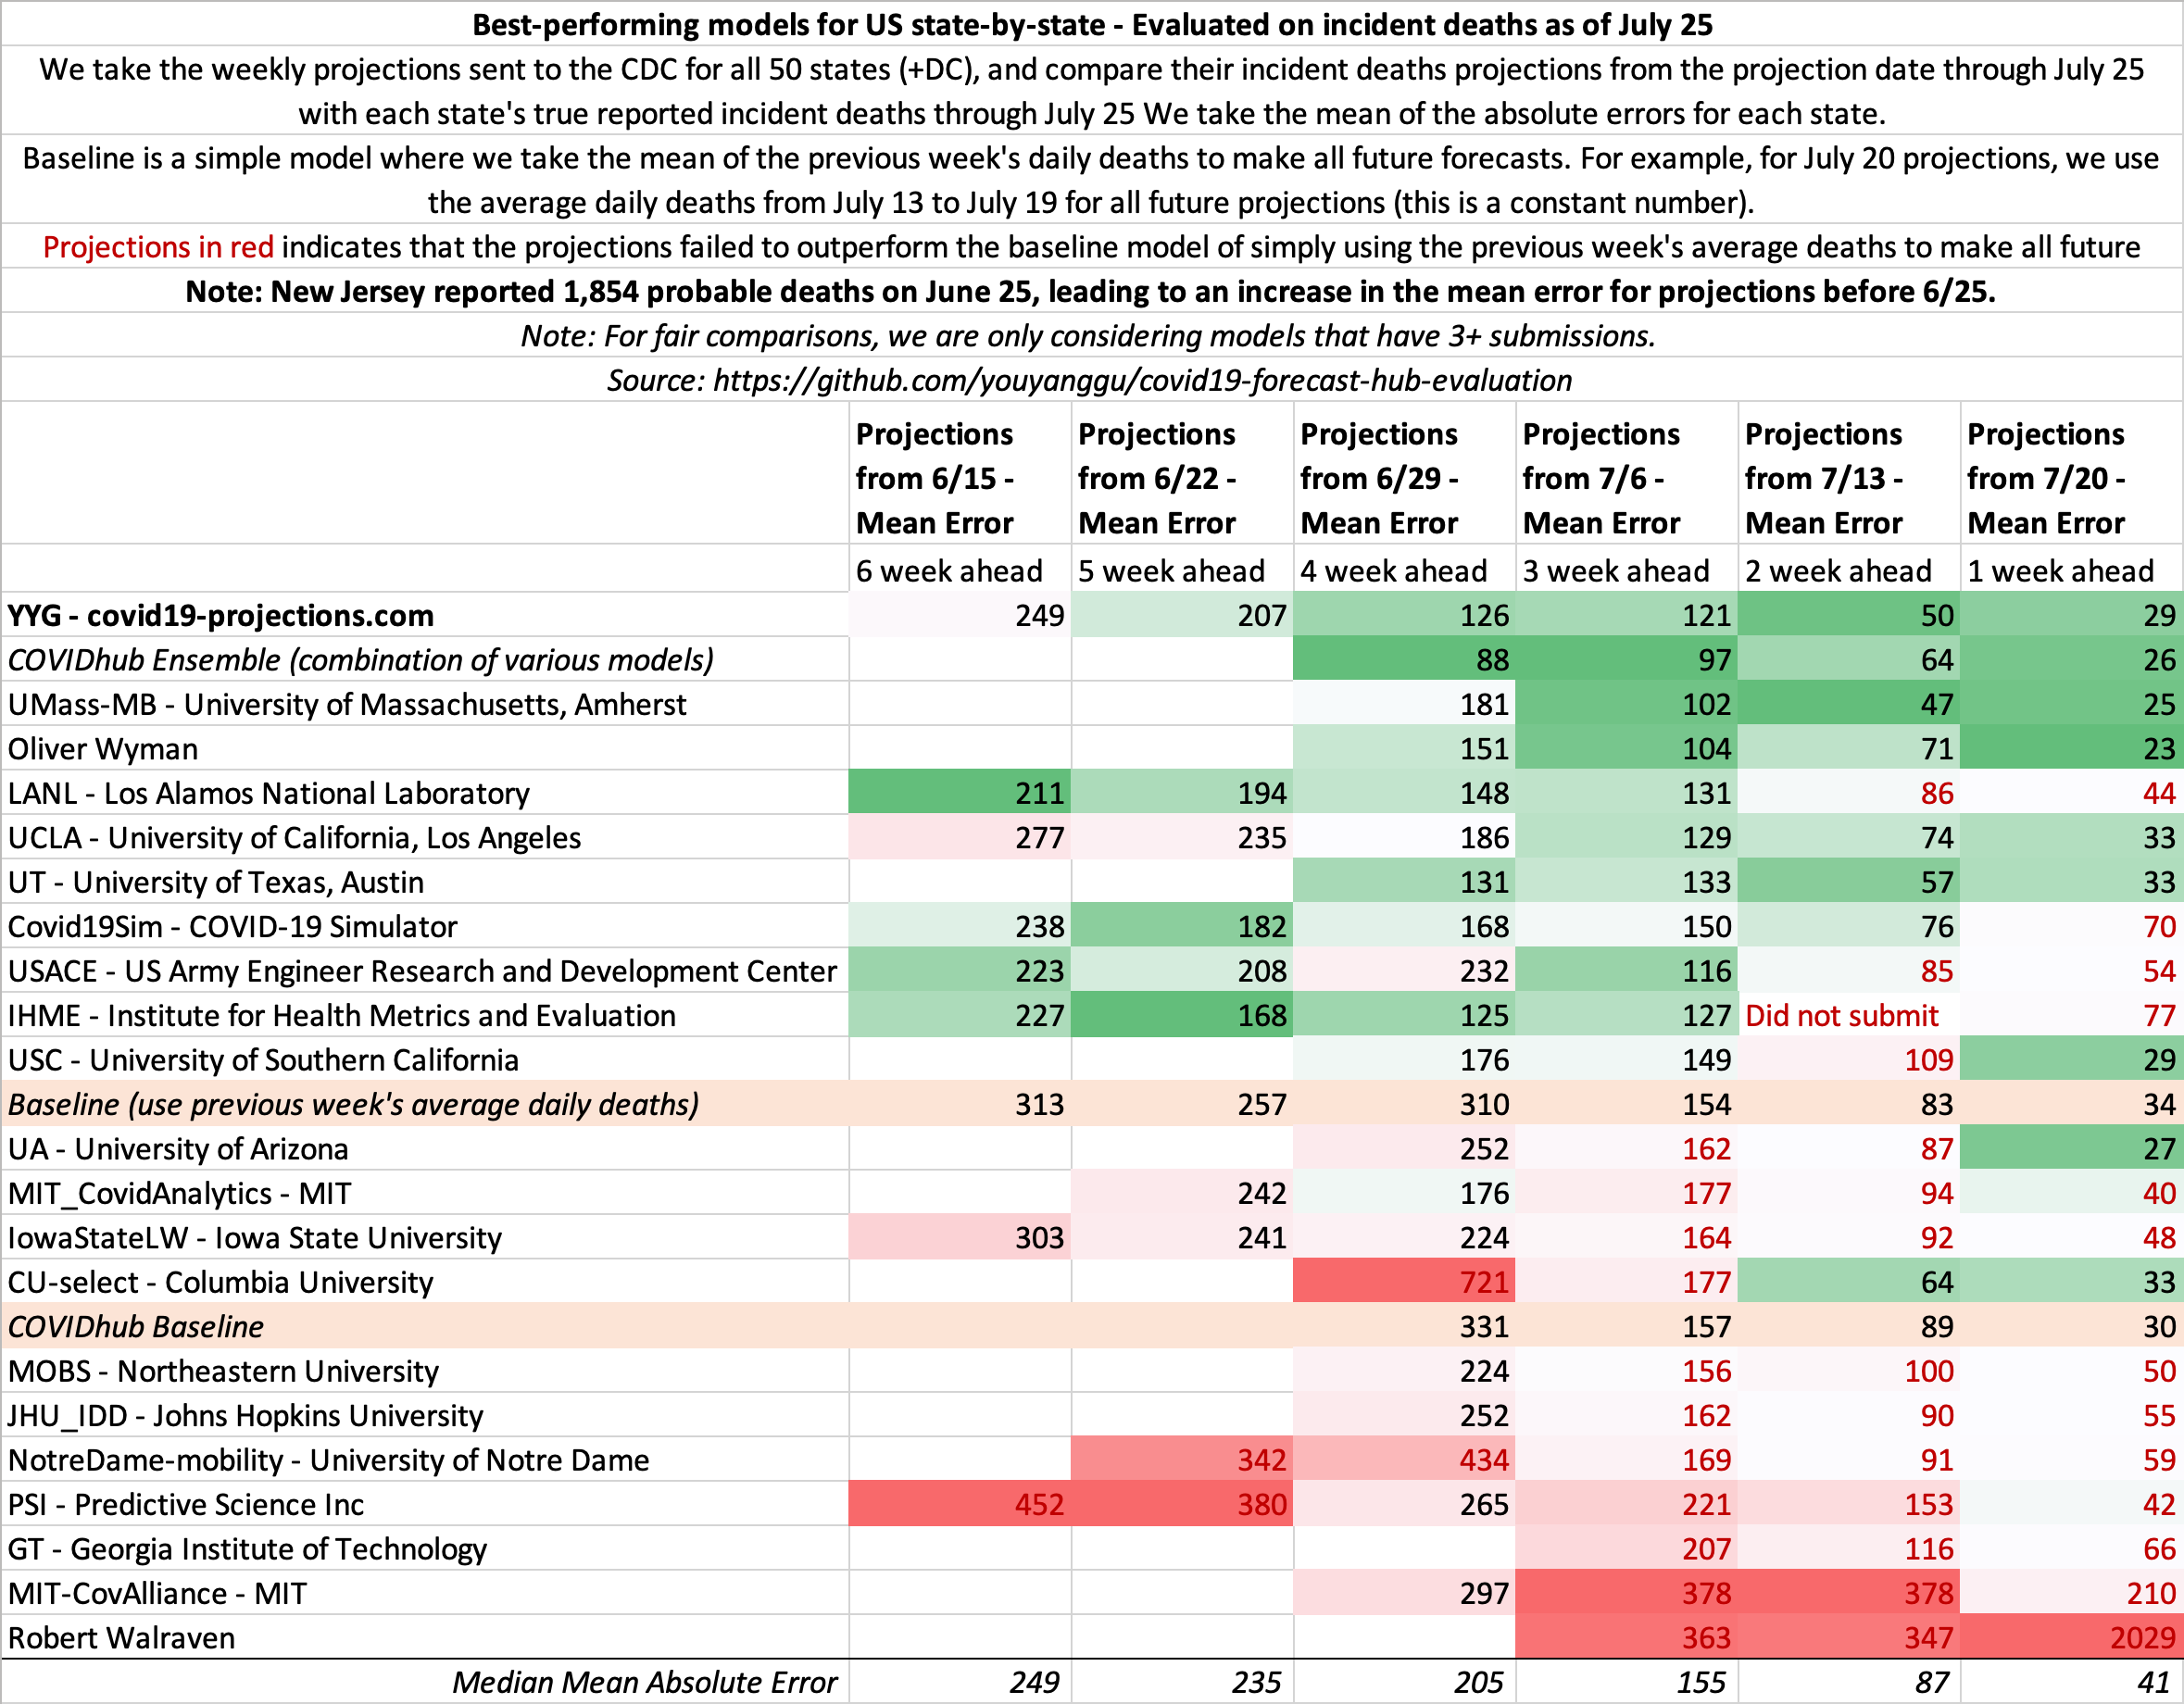 Best-performing models for US state-by-state - Evaluated on incident deaths as of July 25
We take the weekly projections sent to the CDC for all 50 states (+DC), and compare their incident deaths projections from the projection date through July 25
with each state's true reported incident deaths through July 25 We take the mean of the absolute errors for each state.
Baseline is a simple model where we take the mean of the previous week's daily deaths to make all future forecasts. For example, for July 20 projections, we use
the average daily deaths from July 13 to July 19 for all future projections (this is a constant number).
Projections in red indicates that the projections failed to outperform the baseline model of simply using the previous week's average deaths to make all future
Note: New Jersey reported 1,854 probable deaths on June 25, leading to an increase in the mean error for projections before 6/25.
Note: For fair comparisons, we are only considering models that have 3+ submissions.
Source: https://github.com/youyanggu/covid19-forecast-hub-evaluation
Projections Projections Projections Projections Projections Projections
from 6/15 - from 6/22 - from 6/29 - from 7/6 - from 7/13 - from 7/20 -
Mean Error Mean Error Mean Error Mean Error Mean Error Mean Error
6 week ahead 5 week ahead 4 week ahead 3 week ahead 2 week ahead 1 week ahead
YYG - covid19-projections.com 249 207 126 121 50 29
COVIDhub Ensemble (combination of various models) 88 97 64 26
UMass-MB - University of Massachusetts, Amherst 181 102 47 25
Oliver Wyman 151 104 71 23
LANL - Los Alamos National Laboratory 211 194 148 131 86 44
UCLA - University of California, Los Angeles 277 235 186 129 74 33
UT - University of Texas, Austin 131 133 57 33
Covid19Sim - COVID-19 Simulator 238 182 168 150 76 70
USACE - US Army Engineer Research and Development Center 223 208 232 116 85 54
IHME - Institute for Health Metrics and Evaluation 227 168 125 127 Did not submit 77
USC - University of Southern California 176 149 109 29
Baseline (use previous week's average daily deaths) 313 257 310 154 83 34
UA - University of Arizona 252 162 87 27
MIT_CovidAnalytics - MIT 242 176 177 94 40
IowaStateLW - Iowa State University 303 241 224 164 92 48
CU-select - Columbia University 721 177 64 33
COVIDhub Baseline 331 157 89 30
MOBS - Northeastern University 224 156 100 50
JHU_IDD - Johns Hopkins University 252 162 90 55
NotreDame-mobility - University of Notre Dame 342 434 169 91 59
PSI - Predictive Science Inc 452 380 265 221 153 42
GT - Georgia Institute of Technology 207 116 66
MIT-CovAlliance - MIT 297 378 378 210
Robert Walraven 363 347 2029
Median Mean Absolute Error 249 235 205 155 87 41